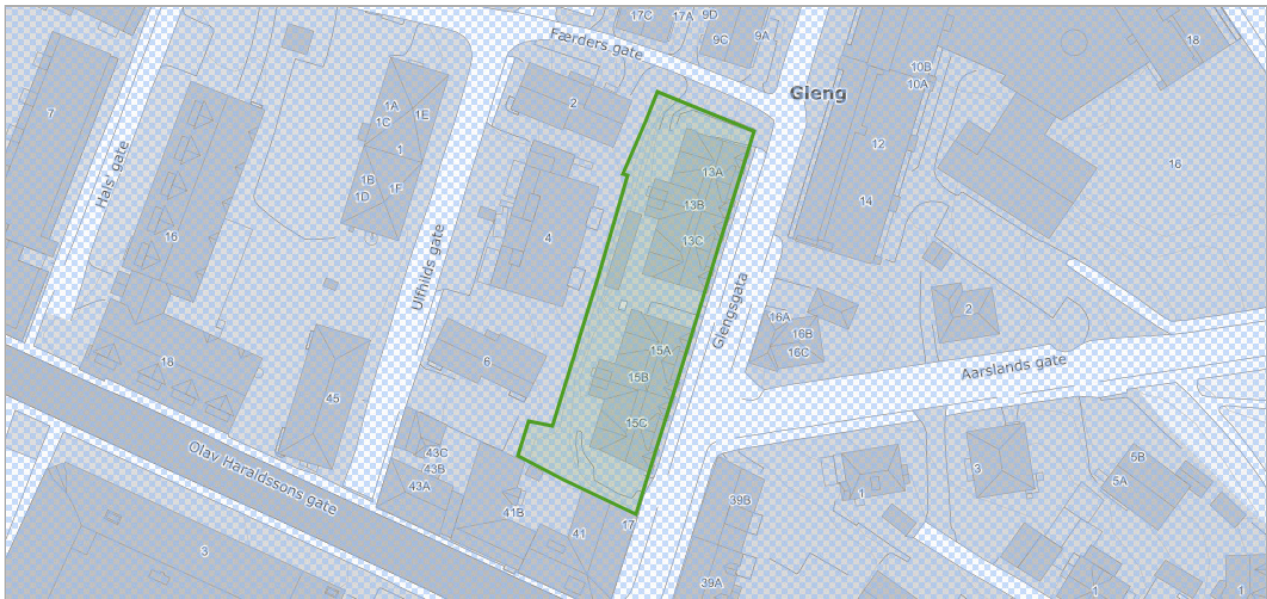 17C
17A
9D
9C
9A
Færders gate
18
10B
10A
Gleng
7
1A
1C
1E
2
1
12
16
13A
Hals' gate
1B
1D
1F
14
13B
16
4
13C
Ulfhilds gate
Glengsgata
2
16A
16B
16C
15A
6
18
15B
Aarslands gate
45
15C
43C
43B
43A
Olav Haraldssons gate
41B
41
17
39B
39A
1
3
5B
5A
3
1
1